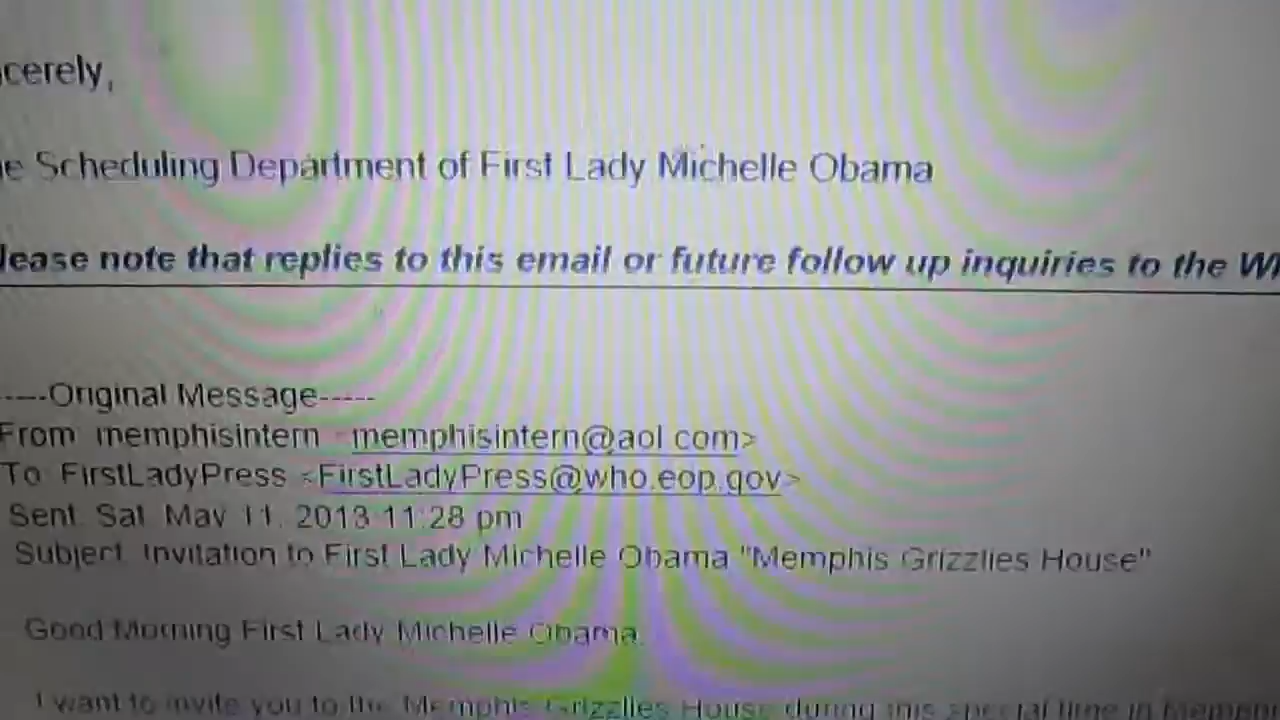 cerely,
e Scheduling Department of First Lady Michelle Obama
lease note that replies to this email or future follow up inquiries to the Wh
-----Original Message-----
From: memphisintern <memphisintern@aol.com>
To: FirstLadyPress <FirstLadyPress@who.eop.gov>
Sent: Sat, May 11, 2013 11:28 pm
Subject: Invitation to First Lady Michelle Obama "Memphis Grizzlies House"
Good Morning First Lady Michelle Obama,
I want to invite you to the Memphis Grizzlies House during this special time in